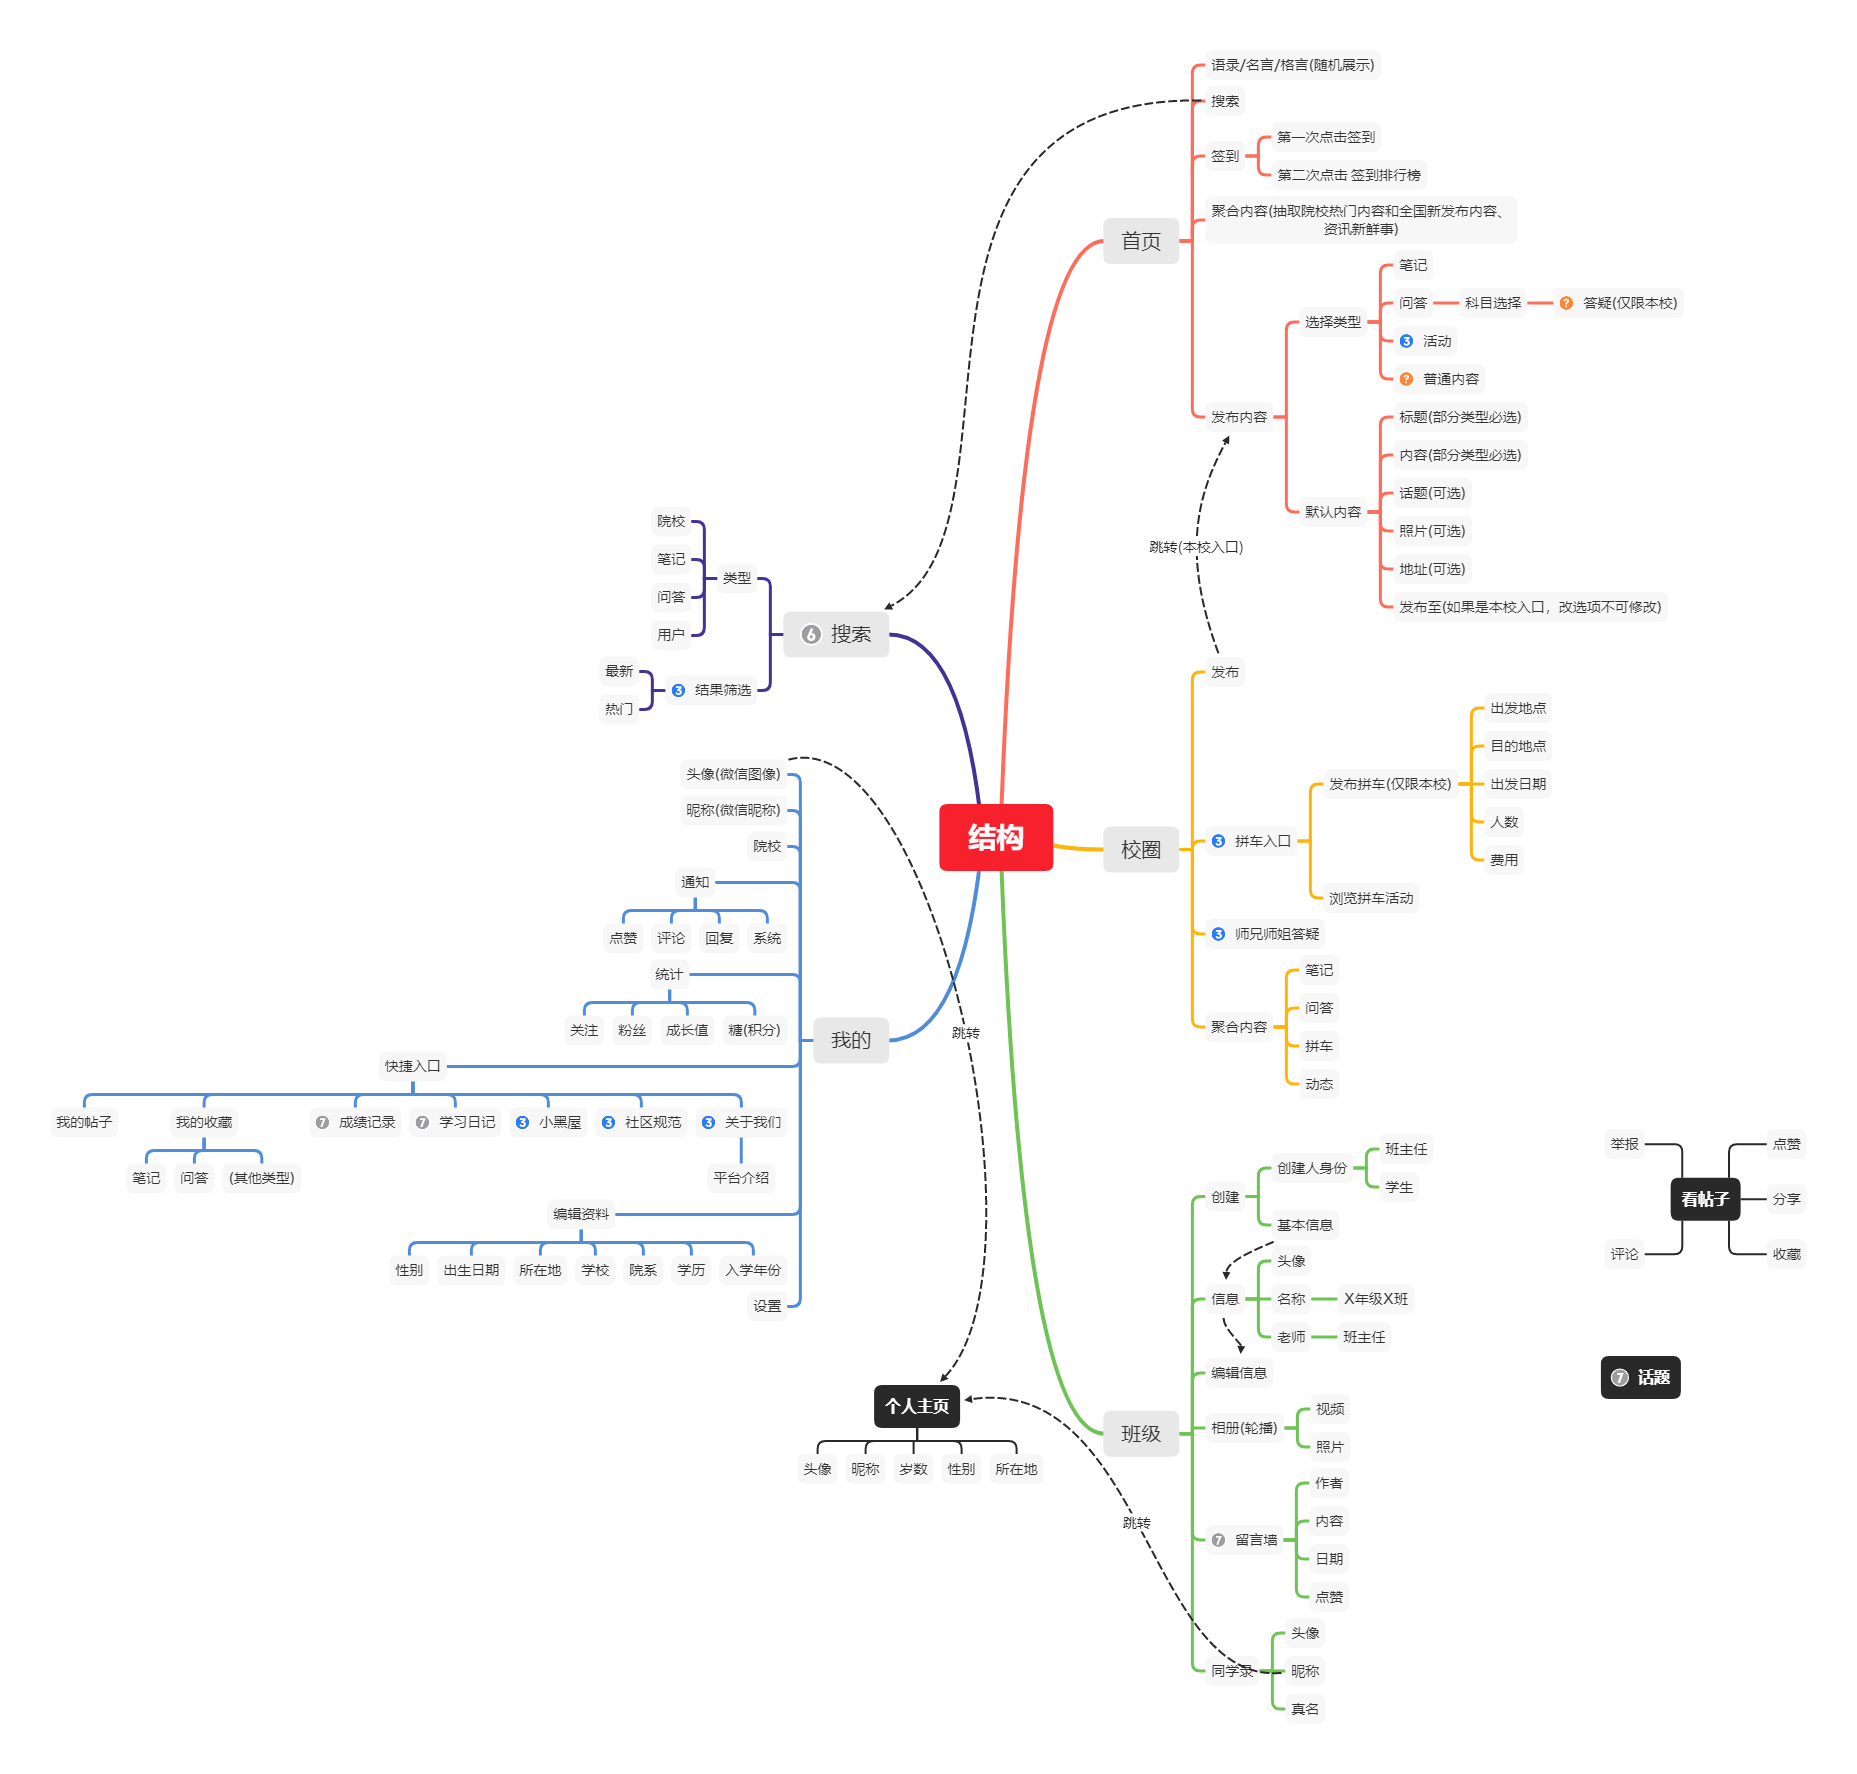 结构
首页
语录/名言/格言(随机展示)
搜索
签到
第一次点击签到
第二次点击 签到排行榜
聚合内容(抽取院校热门内容和全国新发布内容、
资讯新鲜事)
发布内容
选择类型
笔记
问答
科目选择
? 答疑(仅限本校)
3 活动
? 普通内容
默认内容
标题(部分类型必选)
内容(部分类型必选)
话题(可选)
照片(可选)
地址(可选)
发布至(如果是本校入口，改选项不可修改)
跳转(本校入口)
校圈
发布
3 拼车入口
发布拼车(仅限本校)
出发地点
目的地点
出发日期
人数
费用
浏览拼车活动
3 师兄师姐答疑
聚合内容
笔记
问答
拼车
动态
班级
创建
创建人身份
班主任
学生
基本信息
信息
头像
名称
X年级X班
老师
班主任
编辑信息
相册(轮播)
视频
照片
7 留言墙
作者
内容
日期
点赞
同学录
头像
昵称
真名
跳转
6 搜索
类型
院校
笔记
问答
用户
3 结果筛选
最新
热门
我的
头像(微信图像)
昵称(微信昵称)
院校
通知
点赞
评论
回复
系统
统计
关注
粉丝
成长值
糖(积分)
快捷入口
我的帖子
我的收藏
笔记
问答
(其他类型)
7 成绩记录
7 学习日记
3 小黑屋
3 社区规范
3 关于我们
平台介绍
编辑资料
性别
出生日期
所在地
学校
院系
学历
入学年份
设置
跳转
个人主页
头像
昵称
岁数
性别
所在地
看帖子
举报
评论
点赞
分享
收藏
7 话题